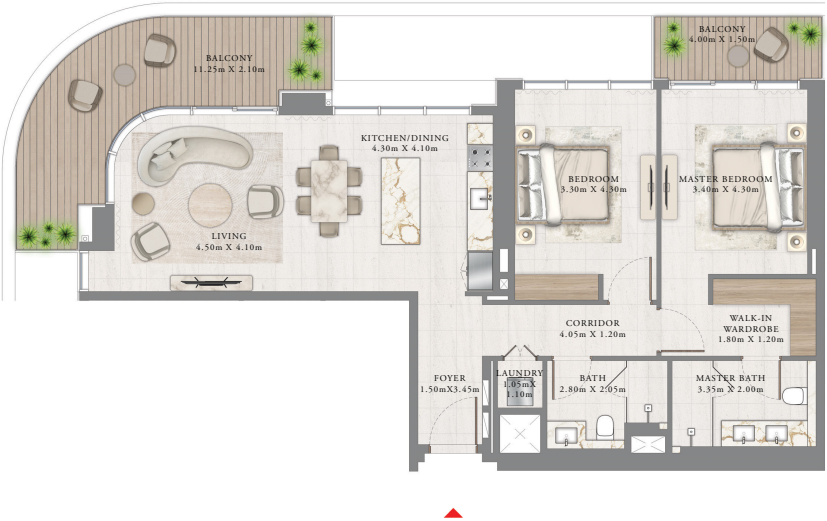 BALCONY
11.25m X 2.10m
BALCONY
4.00m X 1.50m
KITCHEN/DINING
4.30m X 4.10m
BEDROOM
3.30m X 4.30m
MASTER BEDROOM
3.40m X 4.30m
LIVING
4.50m X 4.10m
CORRIDOR
4.05m X 1.20m
WALK-IN
WARDROBE
1.80m X 1.20m
FOYER
1.50mX3.45m
LAUNDRY
1.05mX
1.10m
BATH
2.80m X 2.05m
MASTER BATH
3.35m X 2.00m